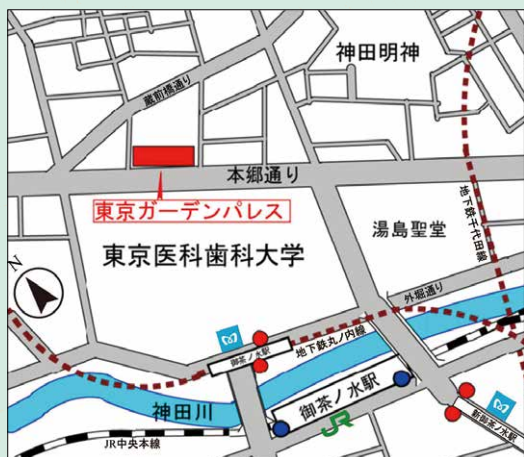 神田明神
蔵前橋通り
本郷通り
東京ガーデンパレス
湯島聖堂
地下鉄千代田線
東京医科歯科大学
N
外堀通り
御茶ノ水駅
地下鉄丸ノ内線
神田川
御茶ノ水駅
JR
新御茶ノ水駅
JR中央本線